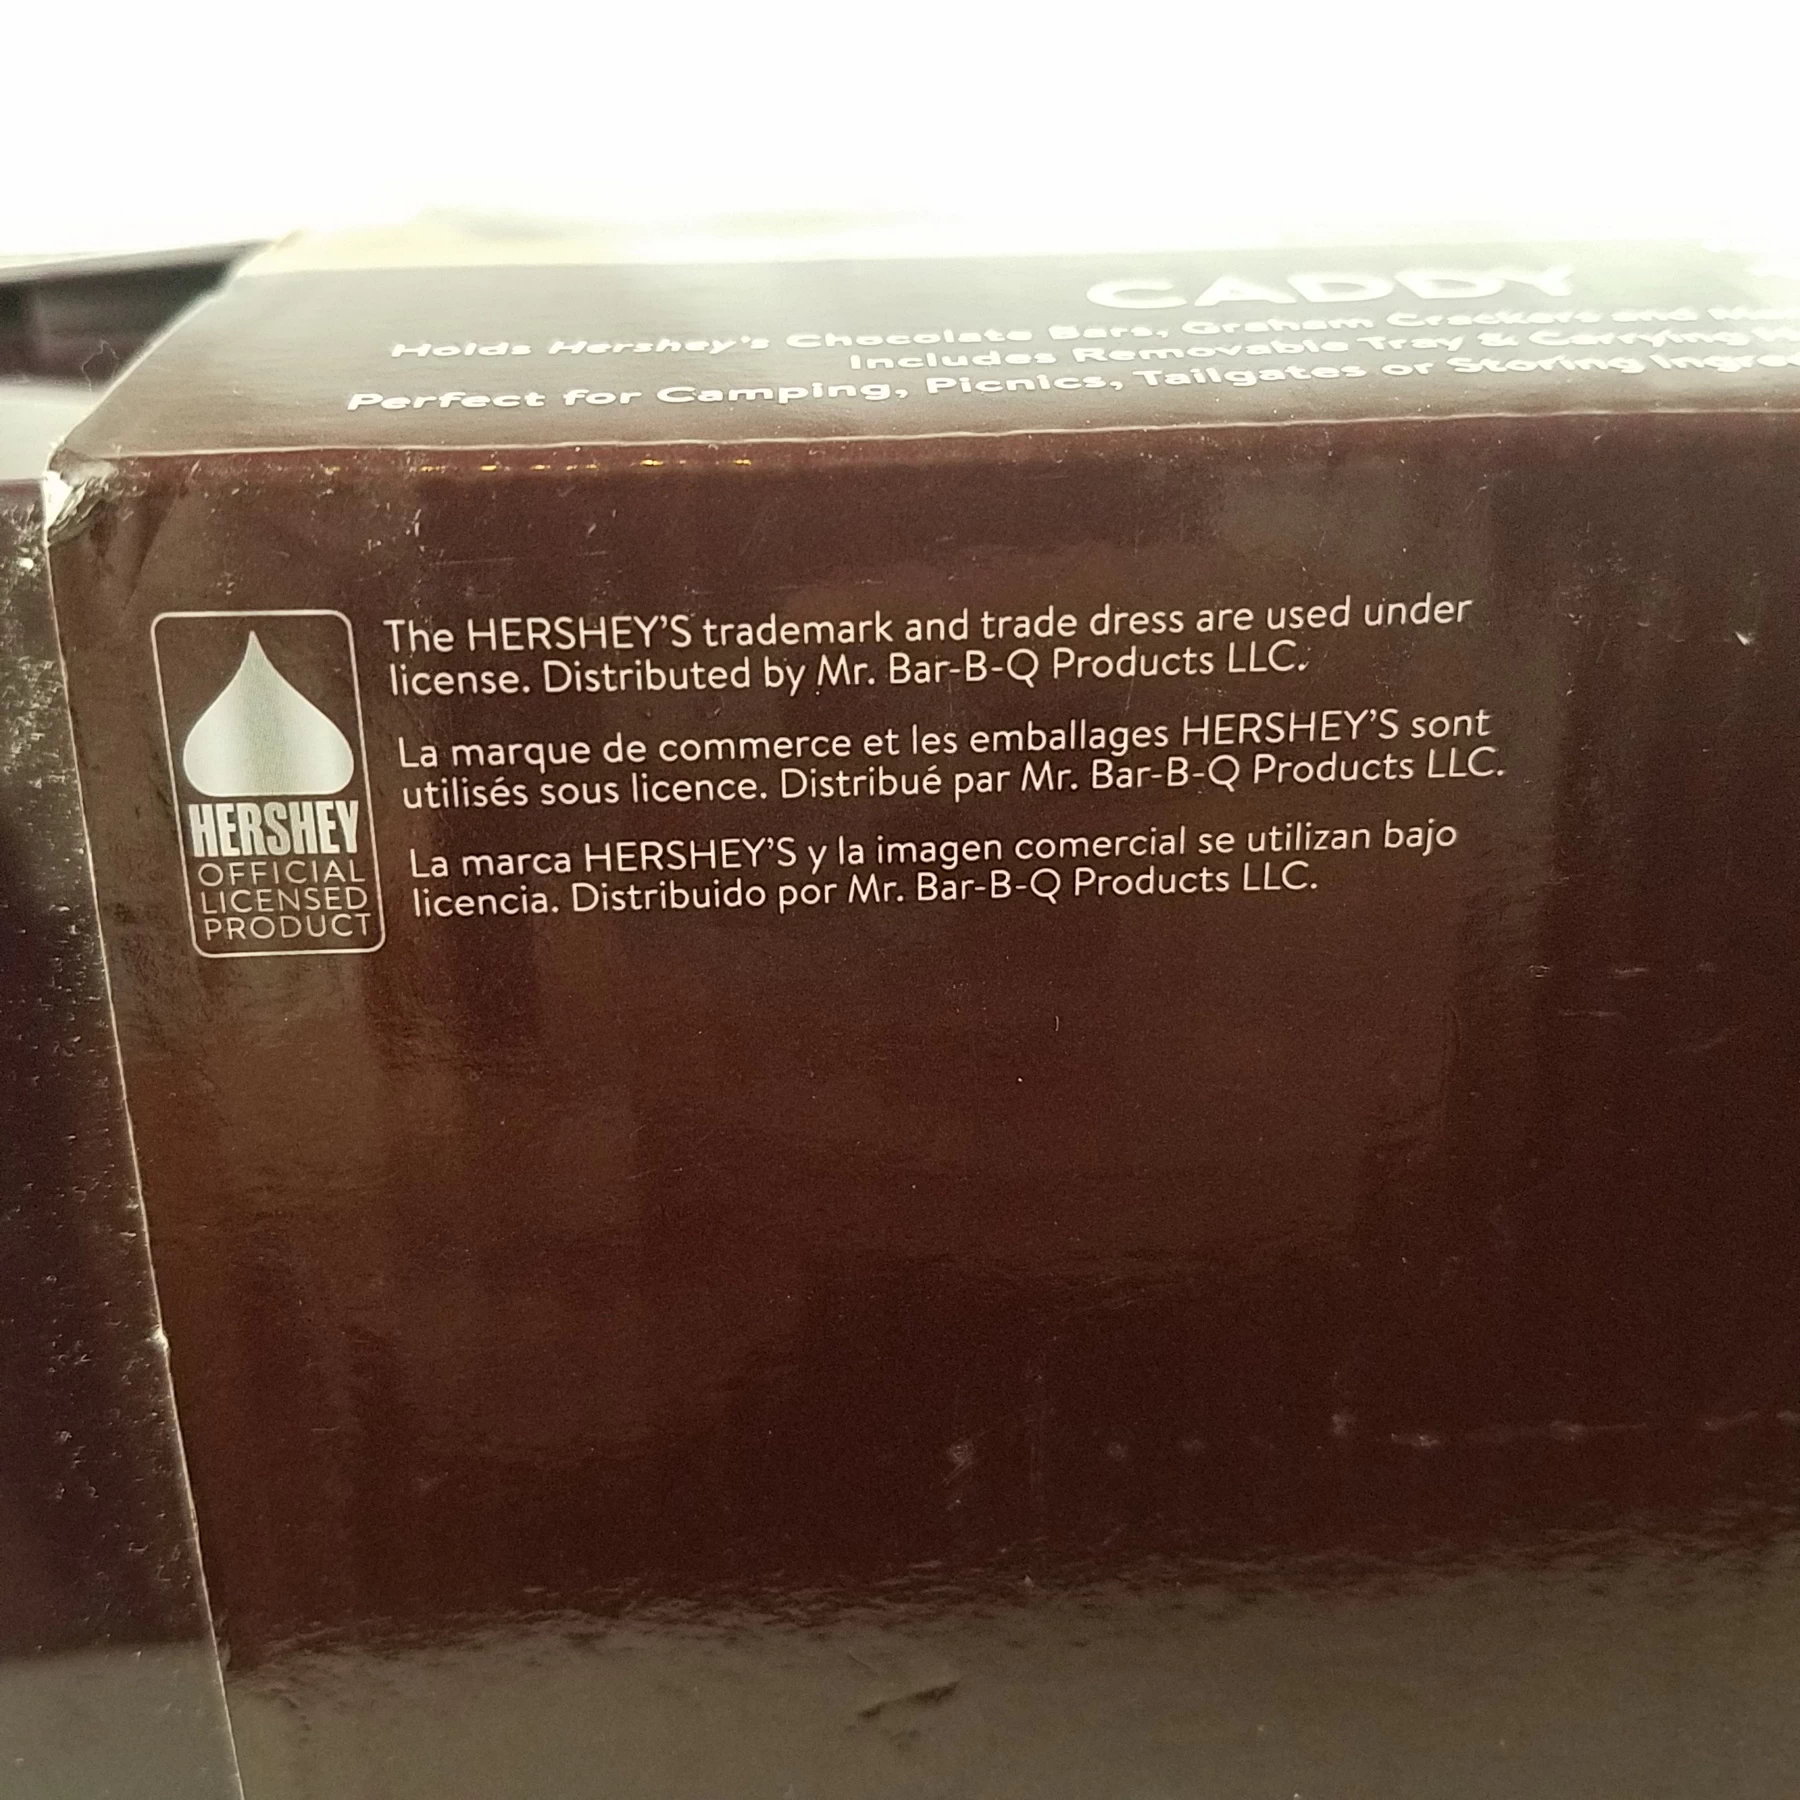 CADDY
Holds Hershey's Chocolate Bars, Graham Crackers and
Includes Removable Tray & Carrying
Perfect for Camping, Picnics, Tailgates or Storing
The HERSHEY'S trademark and trade dress are used under
license. Distributed by Mr. Bar-B-Q Products LLC.
La marque de commerce et les emballages HERSHEY'S sont
utilisés sous licence. Distribué par Mr. Bar-B-Q Products LLC.
La marca HERSHEY'S y la imagen comercial se utilizan bajo
licencia. Distribuido por Mr. Bar-B-Q Products LLC.
HERSHEY
OFFICIAL
LICENSED
PRODUCT